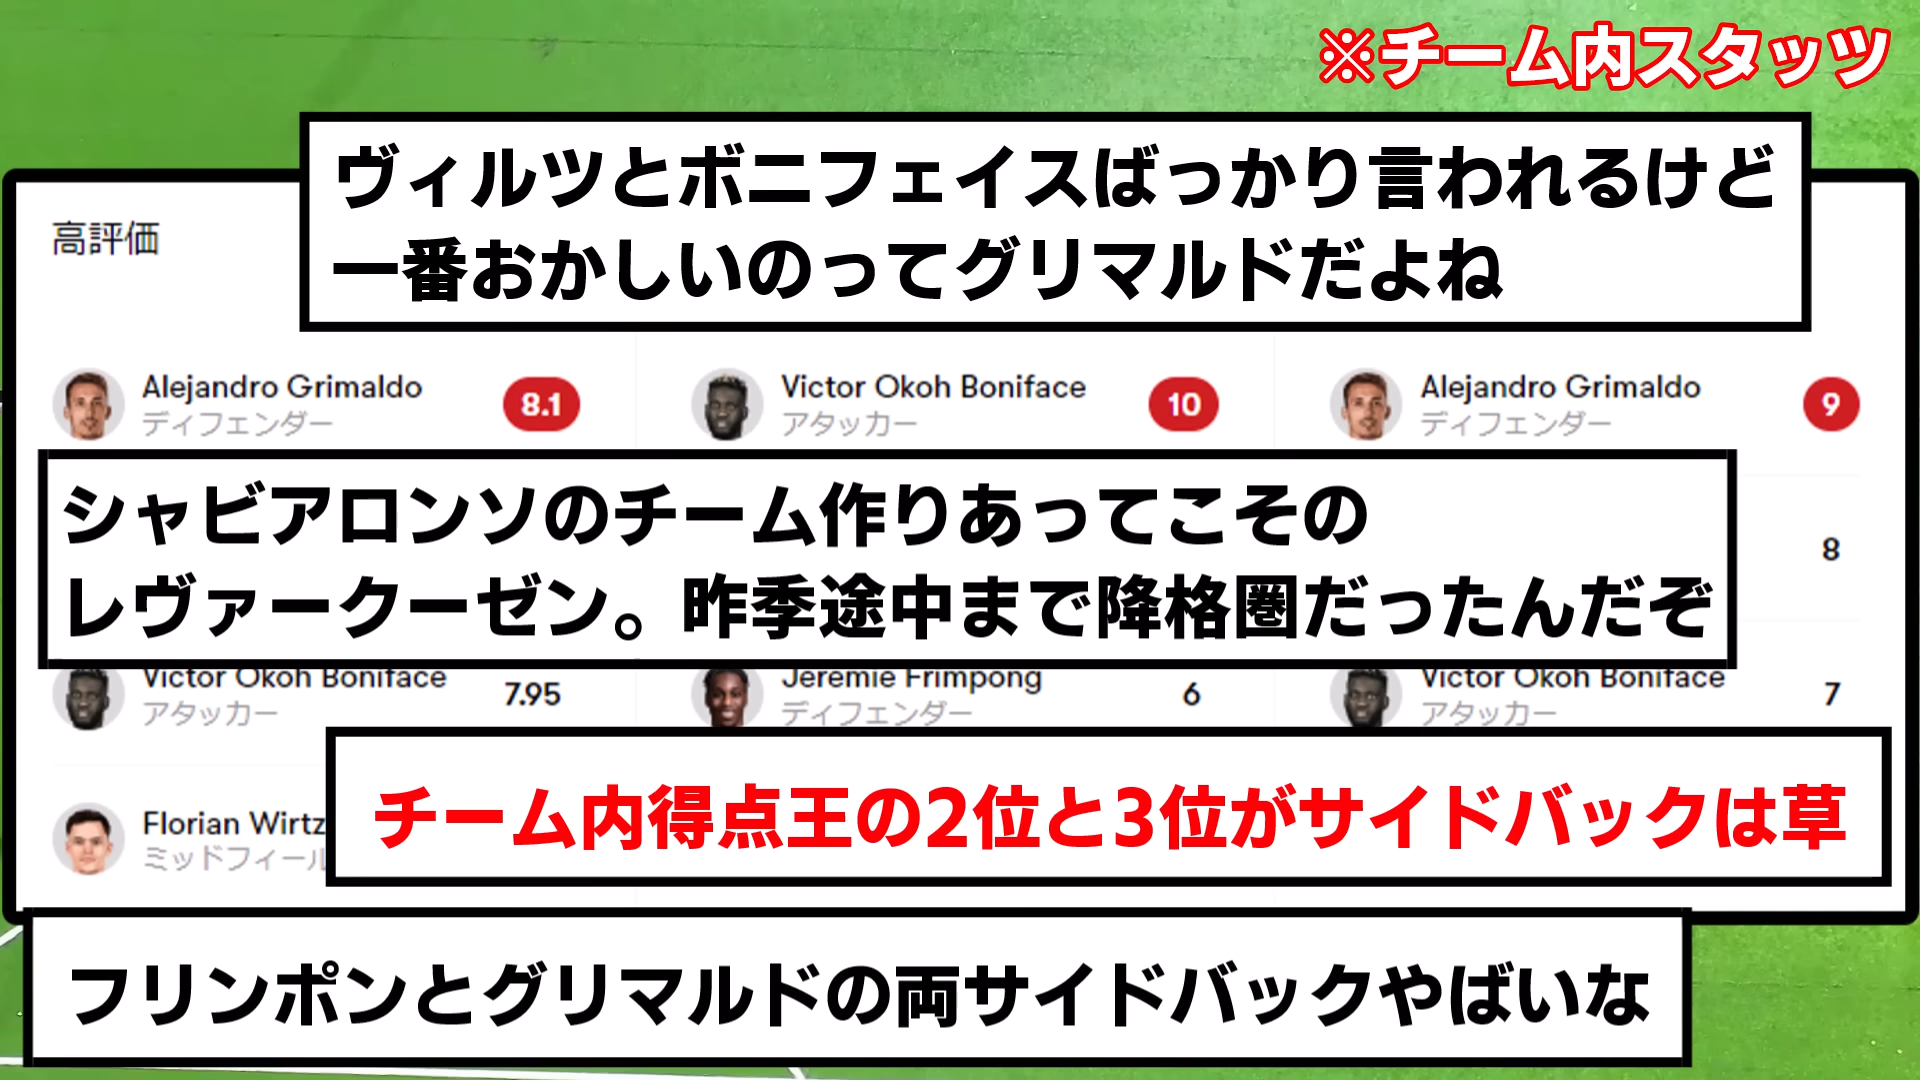 ※チーム内スタッツ
ヴィルツとボニフェイスばっかり言われるけど
一番おかしいのってグリマルドだよね
高評価
Alejandro Grimaldo
ディフェンダー
8.1
Victor Okoh Boniface
アタッカー
10
Alejandro Grimaldo
ディフェンダー
9
シャビアロンソのチーム作りあってこその
レヴァークーゼン。昨季途中まで降格圏だったんだぞ
8
Victor Okoh Boniface
アタッカー
7.95
Jeremie Frimpong
ディフェンダー
6
Victor Okoh Boniface
アタッカー
7
Florian Wirtz
ミッドフィール
チーム内得点王の2位と3位がサイドバックは草
フリンポンとグリマルドの両サイドバックやばいな